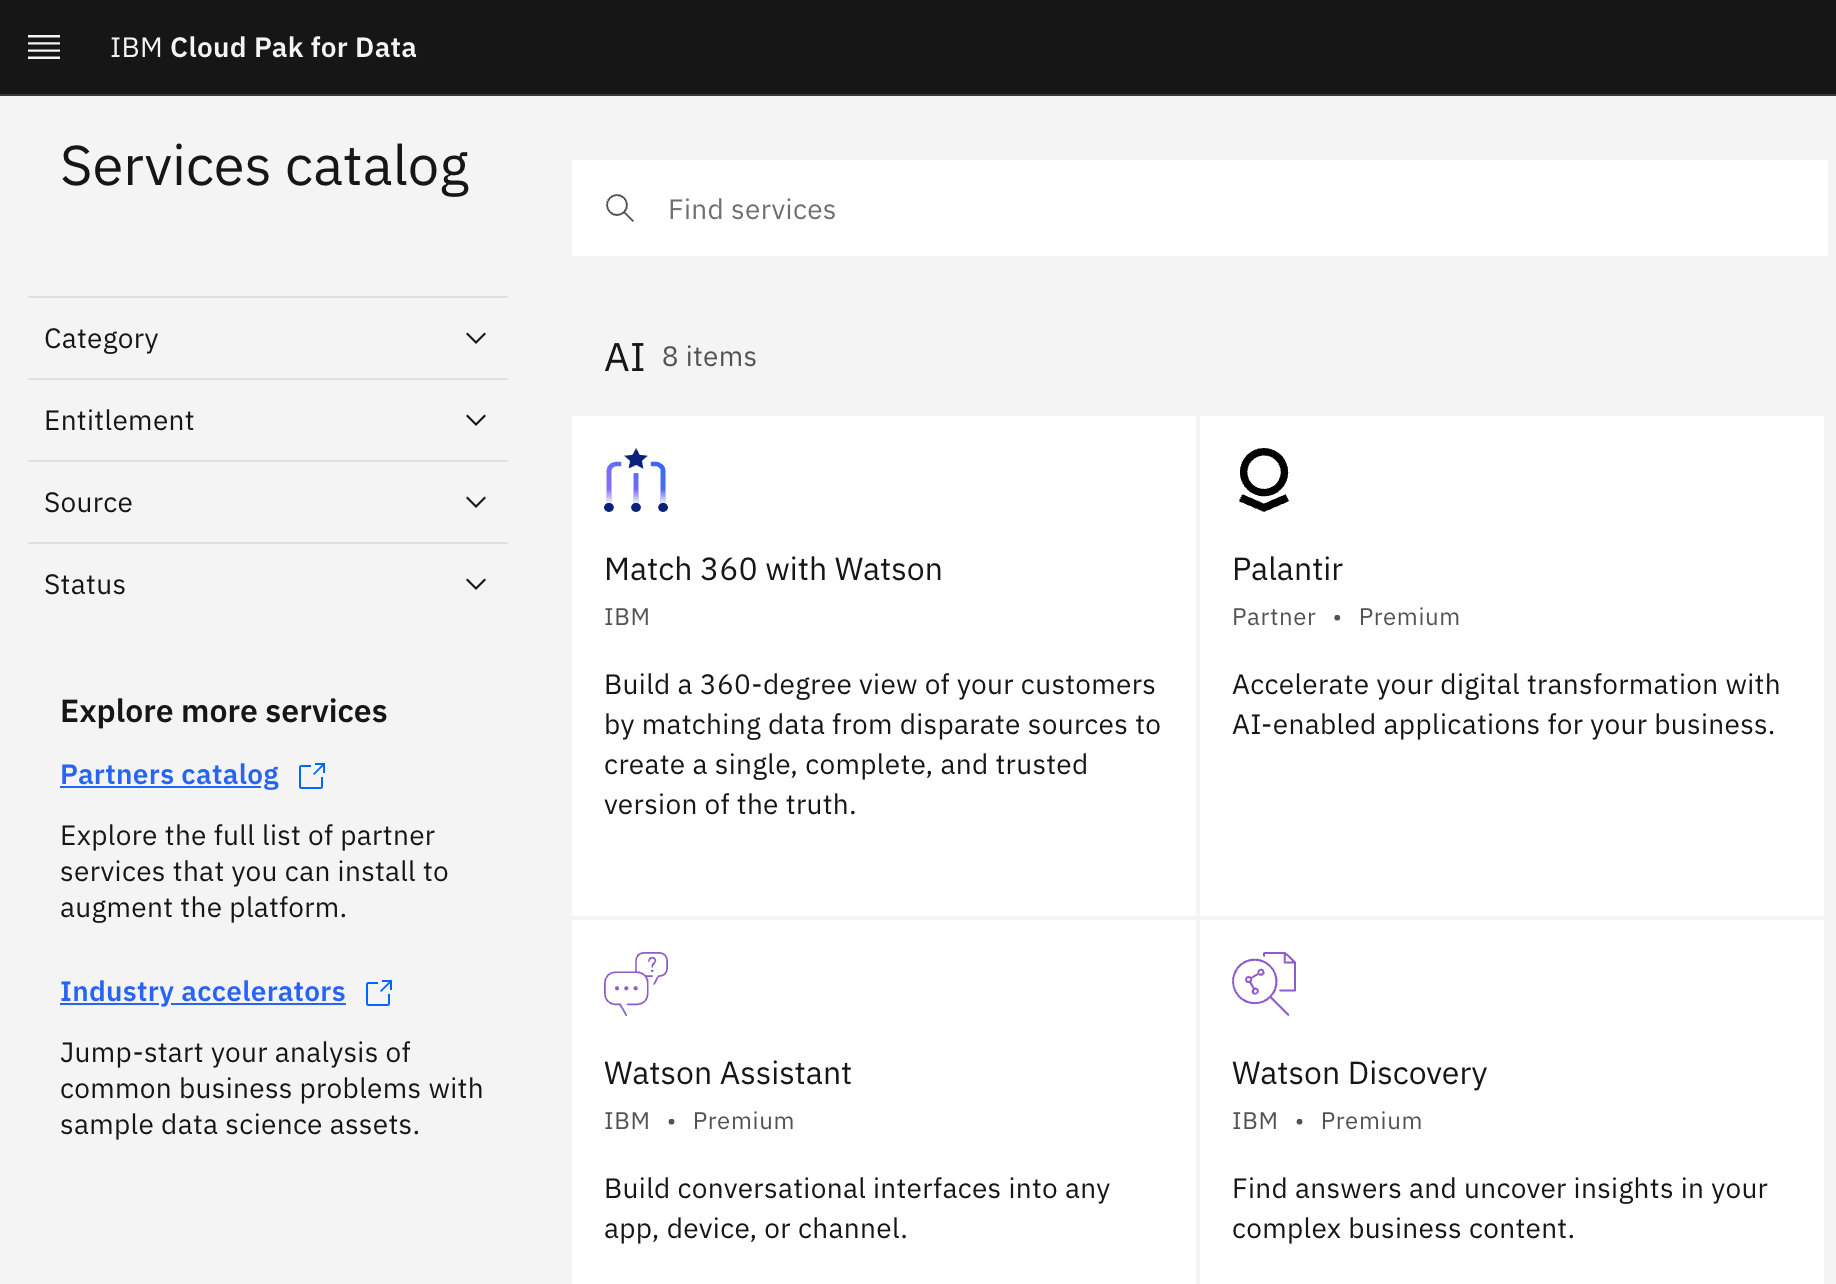 IBM Cloud Pak for Data
Services catalog
Category
Entitlement
Source
Status
Explore more services
Partners catalog
Explore the full list of partner
services that you can install to
augment the platform.
Industry accelerators
Jump-start your analysis of
common business problems with
sample data science assets.
Find services
AI 8 items
Match 360 with Watson
IBM
Build a 360-degree view of your customers
by matching data from disparate sources to
create a single, complete, and trusted
version of the truth.
Palantir
Partner • Premium
Accelerate your digital transformation with
AI-enabled applications for your business.
Watson Assistant
IBM • Premium
Build conversational interfaces into any
app, device, or channel.
Watson Discovery
IBM • Premium
Find answers and uncover insights in your
complex business content.